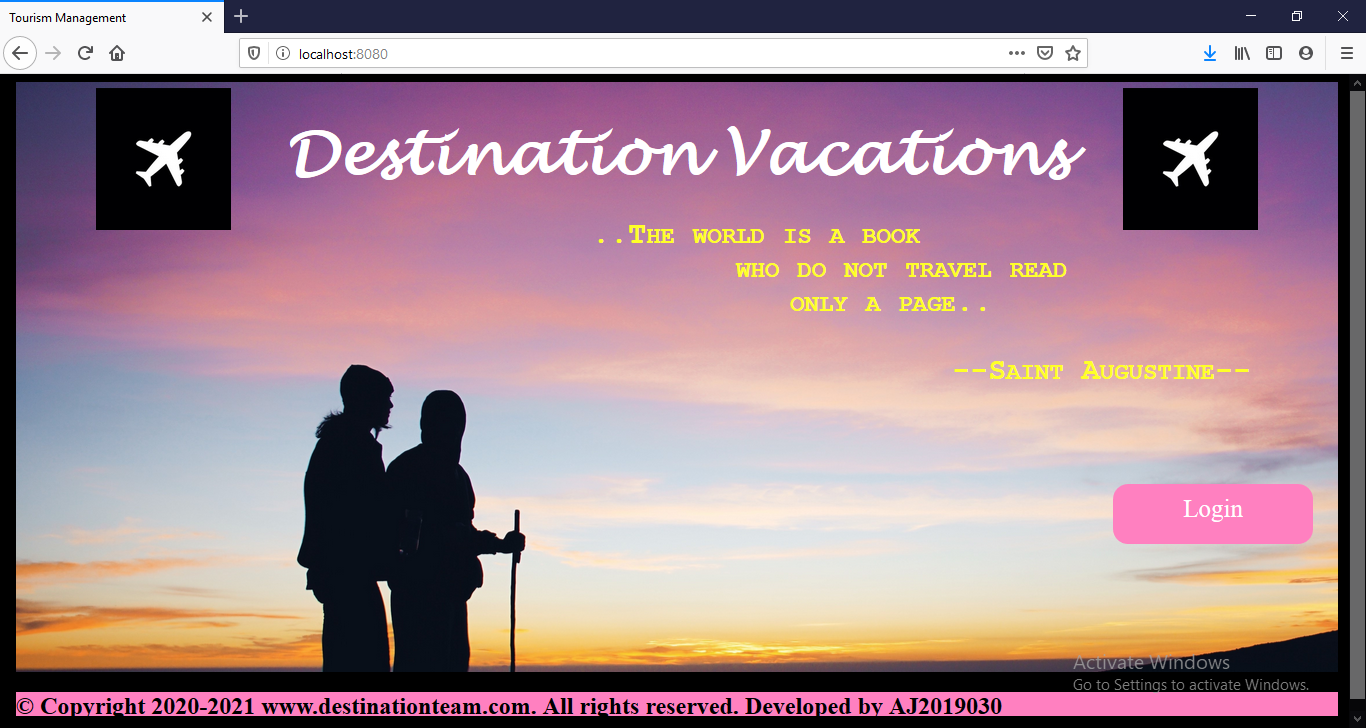 Tourism Management
localhost:8080
Destination Vacations
..The world is a book
who do not travel read
only a page..
--Saint Augustine--
Login
Activate Windows
Go to Settings to activate Windows.
© Copyright 2020-2021 www.destinationteam.com. All rights reserved. Developed by AJ2019030